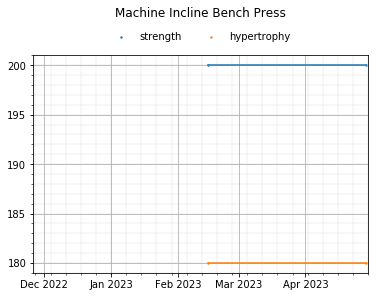 Machine Incline Bench Press
strength hypertrophy
200
195
190
185
180
Dec 2022 Jan 2023 Feb 2023 Mar 2023 Apr 2023